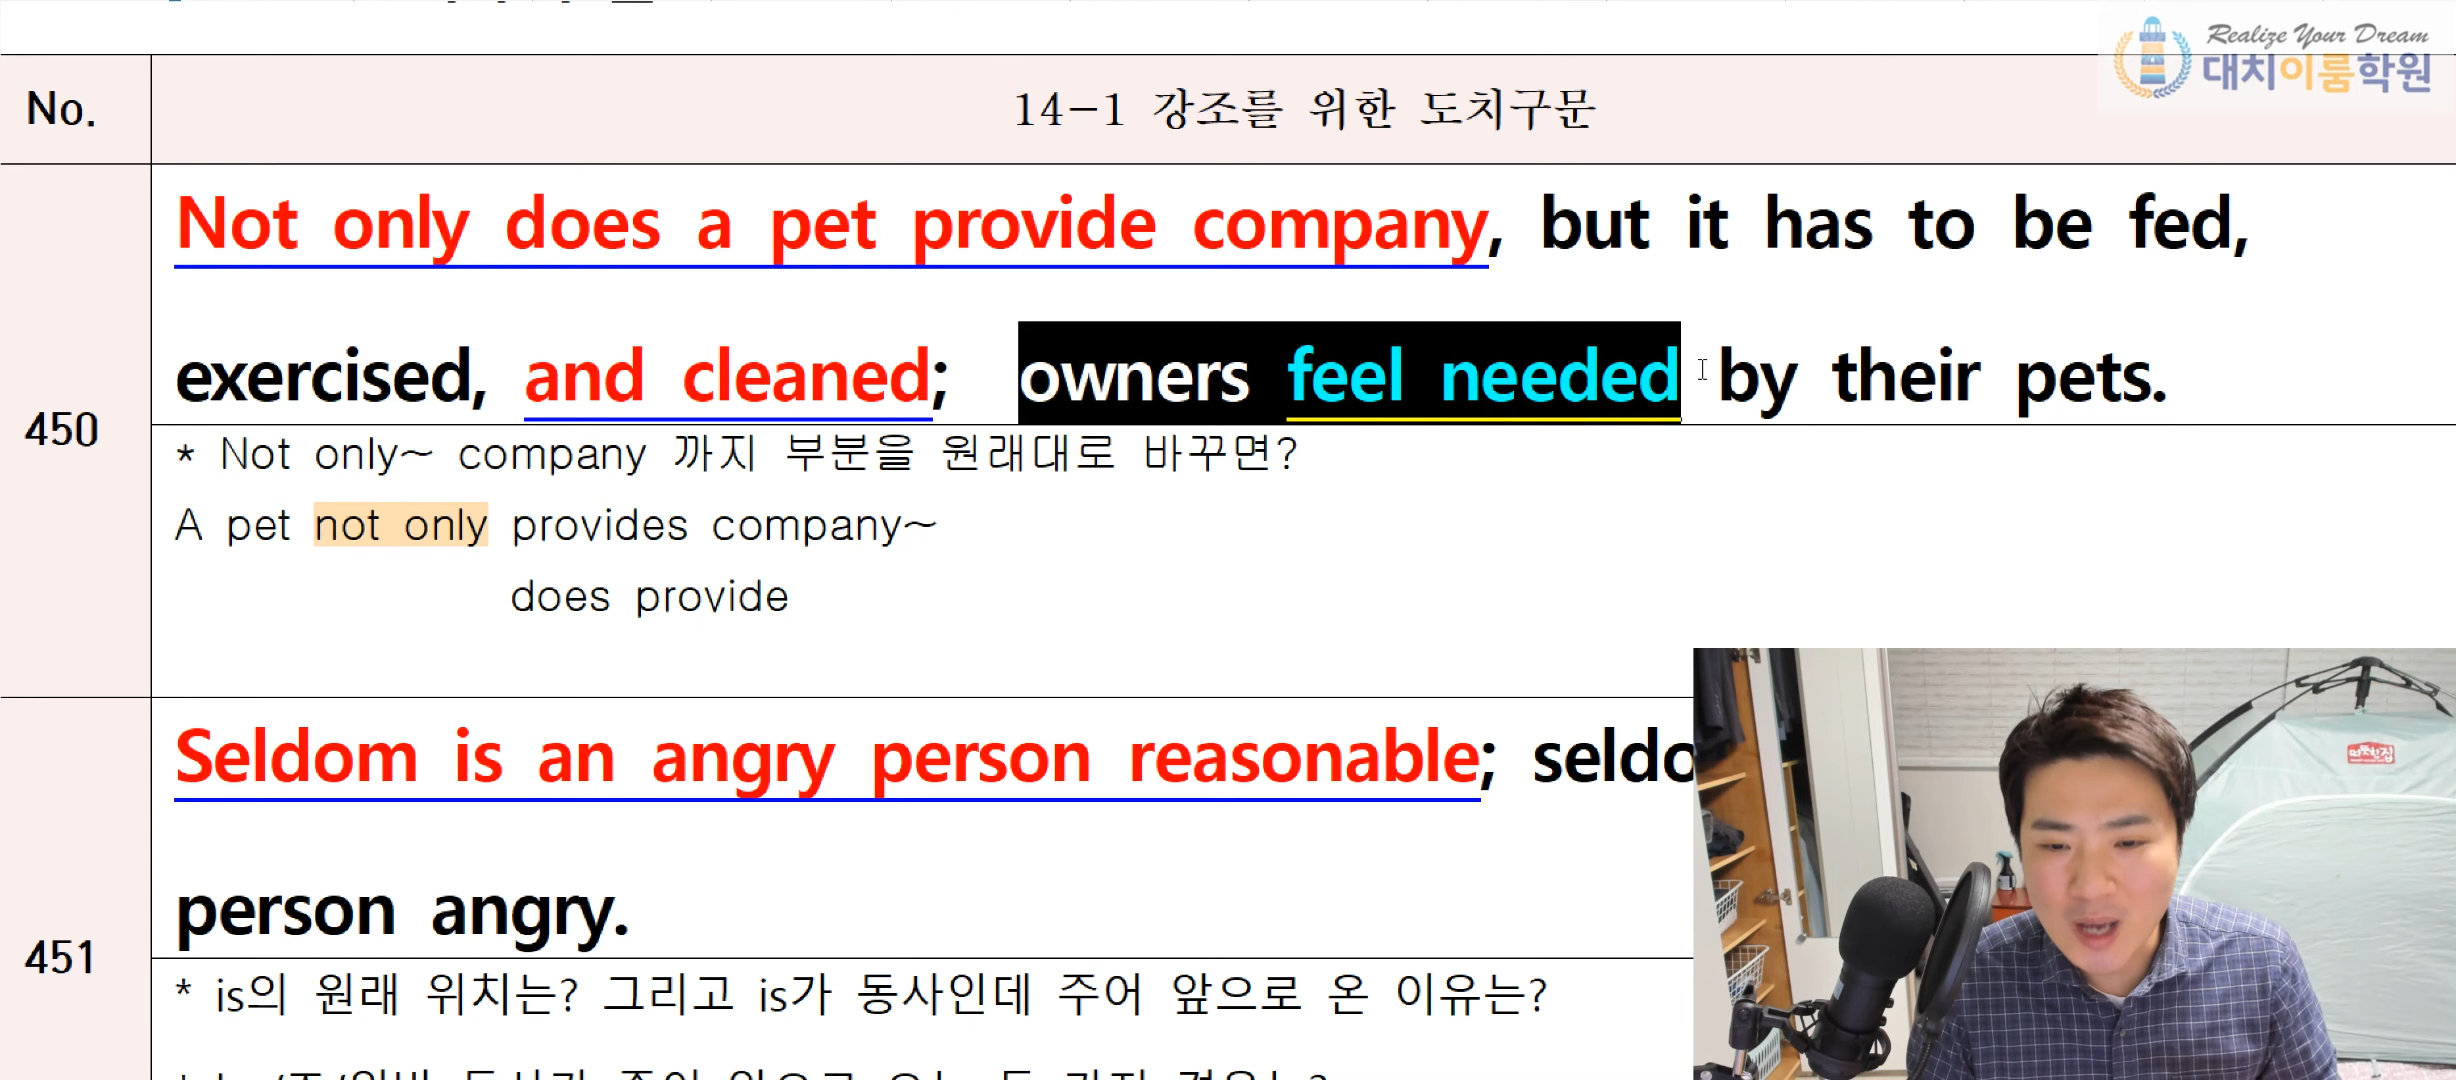 Realize Your Dream
대치이룸학원
No.
14-1 강조를 위한 도치구문
450
Not only does a pet provide company, but it has to be fed,
exercised, and cleaned; owners feel needed by their pets.
* Not only~ company 까지 부분을 원래대로 바꾸면?
A pet not only provides company~
does provide
451
Seldom is an angry person reasonable;
person angry.
* is의 원래 위치는? 그리고 is가 동사인데 주어 앞으로 온 이유는?